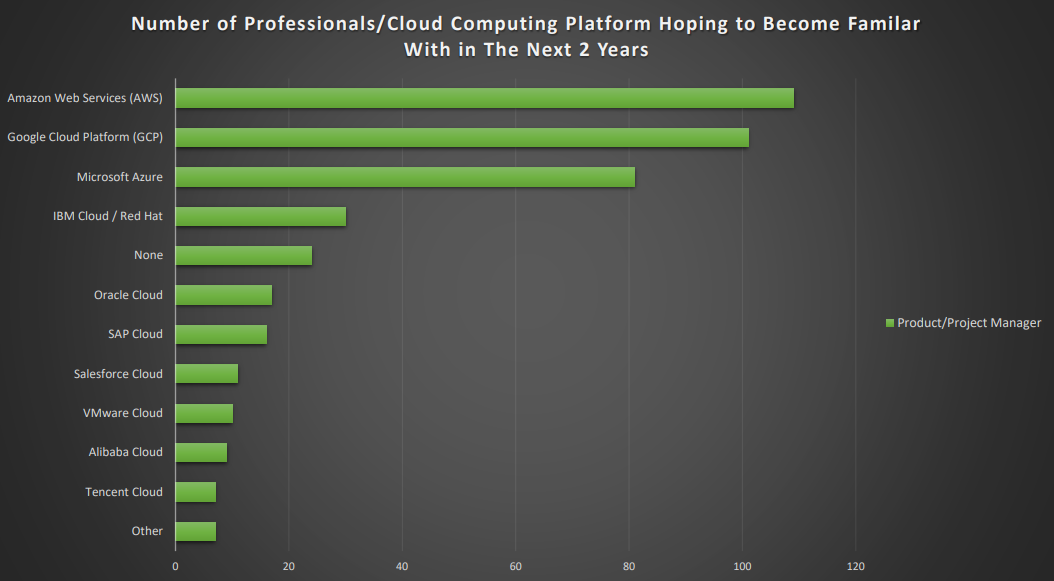 Number of Professionals/Cloud Computing Platform Hoping to Become Familar
With in The Next 2 Years
Amazon Web Services (AWS)
Google Cloud Platform (GCP)
Microsoft Azure
IBM Cloud / Red Hat
None
Oracle Cloud
SAP Cloud
Salesforce Cloud
VMware Cloud
Alibaba Cloud
Tencent Cloud
Other
0 20 40 60 80 100 120
Product/Project Manager